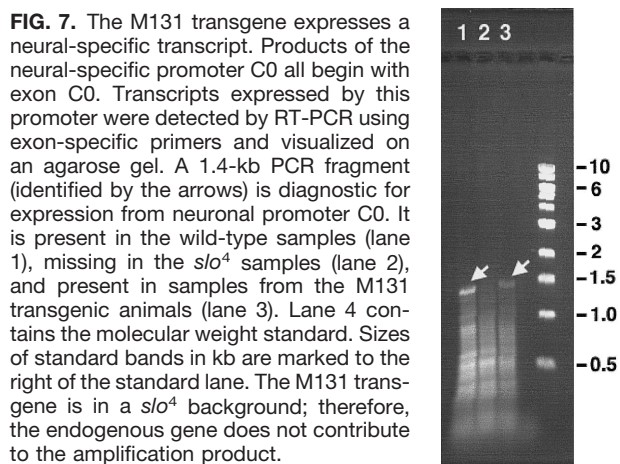 FIG. 7. The M131 transgene expresses a
neural-specific transcript. Products of the
neural-specific promoter C0 all begin with
exon C0. Transcripts expressed by this
promoter were detected by RT-PCR using
exon-specific primers and visualized on
an agarose gel. A 1.4-kb PCR fragment
(identified by the arrows) is diagnostic for
expression from neuronal promoter C0. It
is present in the wild-type samples (lane
1), missing in the slo⁴ samples (lane 2),
and present in samples from the M131
transgenic animals (lane 3). Lane 4 con-
tains the molecular weight standard. Sizes
of standard bands in kb are marked to the
right of the standard lane. The M131 trans-
gene is in a slo⁴ background; therefore,
the endogenous gene does not contribute
to the amplification product.
1 2 3
-10
-6
-3
-2
-1.5
-1.0
-0.5